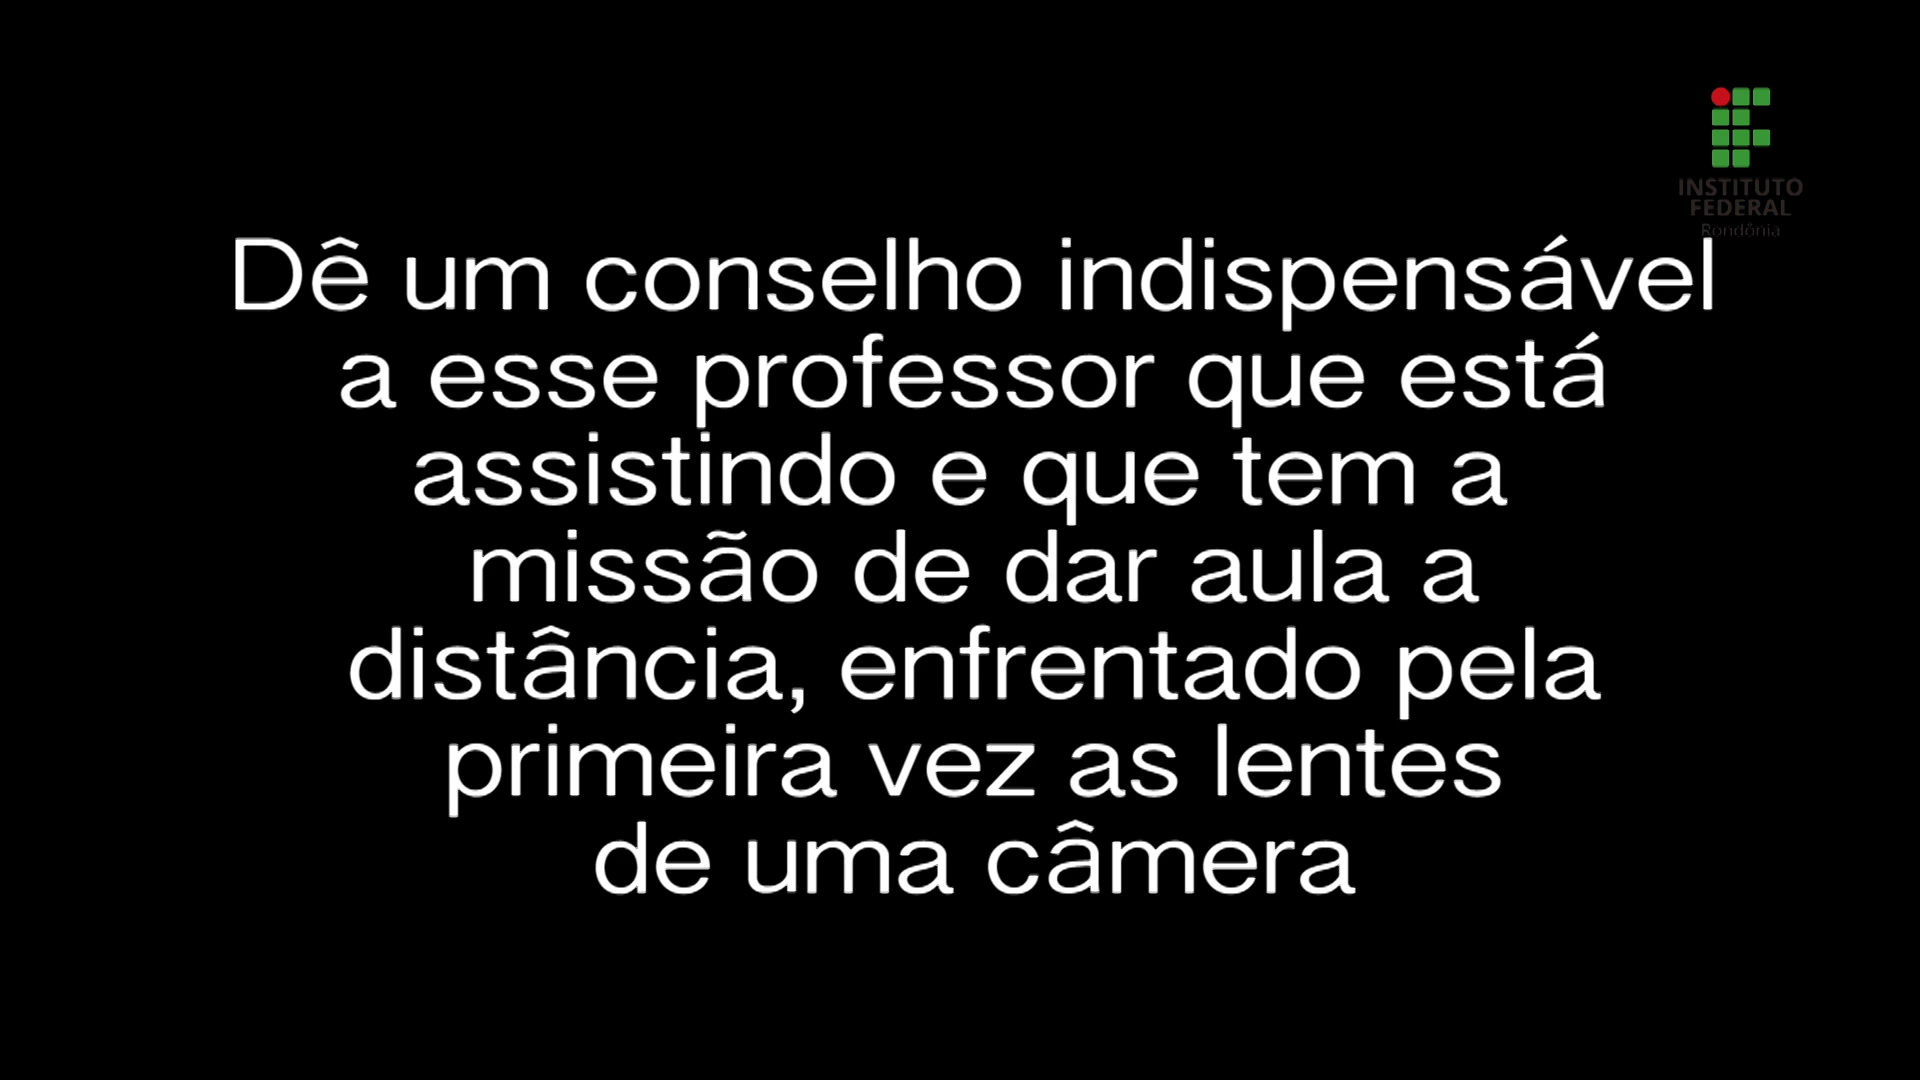 INSTITUTO
FEDERAL
Rondônia
Dê um conselho indispensável
a esse professor que está
assistindo e que tem a
missão de dar aula a
distância, enfrentado pela
primeira vez as lentes
de uma câmera